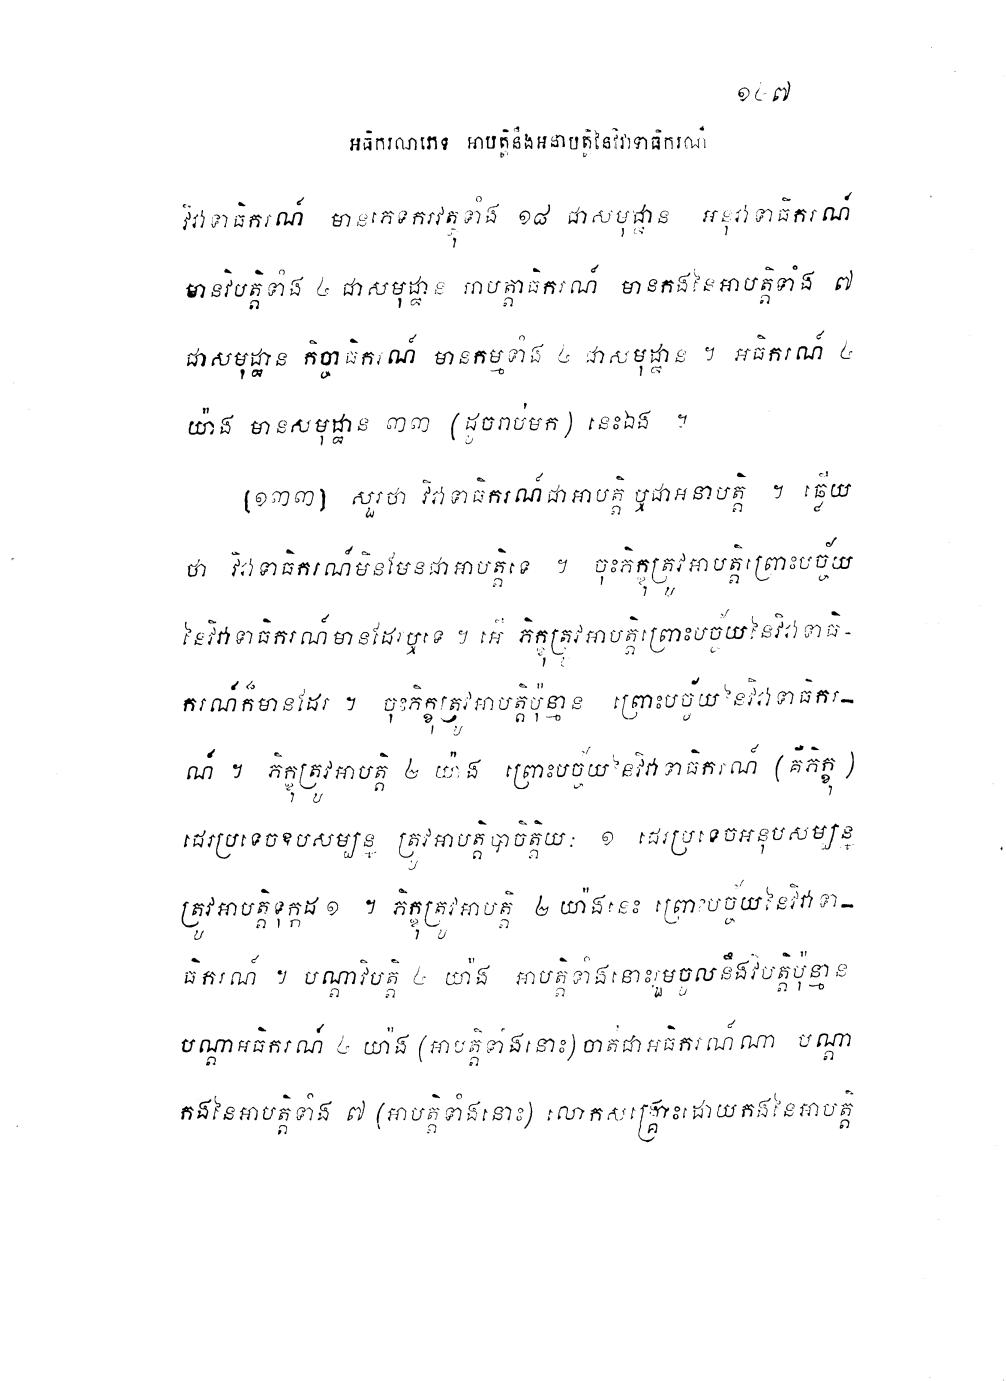 ១៤៧
អធិករណភេទ អាបត្តិនឹងអនាបត្តិនៃវិវាទាធិករណ៍
វិវាទាធិករណ៍ មានភេទករវត្ថុទាំង ១៨ ជាសមុដ្ឋាន អនុវាទាធិករណ៍
មានវិបត្តិទាំង ៤ ជាសមុដ្ឋាន អាបត្តាធិករណ៍ មានកងនៃអាបត្តិទាំង ៧
ជាសមុដ្ឋាន កិច្ចាធិករណ៍ មានកម្មទាំង ៤ ជាសមុដ្ឋាន ។ អធិករណ៍ ៤
យ៉ាង មានសមុដ្ឋាន ៣៣ (ដូចរាប់មក) នេះឯង ។
(១៣៣) សួរថា វិវាទាធិករណ៍ជាអាបត្តិ ឬជាអនាបត្តិ ។ ឆ្លើយ
ថា វិវាទាធិករណ៍មិនមែនជាអាបត្តិទេ ។ ចុះភិក្ខុត្រូវអាបត្តិព្រោះបច្ច័យ
នៃវិវាទាធិករណ៍មានដែរឬទេ ។ អើ ភិក្ខុត្រូវអាបត្តិព្រោះបច្ច័យនៃវិវាទាធិ-
ករណ៍ក៏មានដែរ ។ ចុះភិក្ខុត្រូវអាបត្តិប៉ុន្មាន ព្រោះបច្ច័យនៃវិវាទាធិករ-
ណ៍ ។ ភិក្ខុត្រូវអាបត្តិ ២ យ៉ាង ព្រោះបច្ច័យនៃវិវាទាធិករណ៍ (គឺភិក្ខុ)
ជេរប្រទេចឧបសម្បន្ន ត្រូវអាបត្តិបាចិត្តិយៈ ១ ជេរប្រទេចអនុបសម្បន្ន
ត្រូវអាបត្តិទុក្កដ ១ ។ ភិក្ខុត្រូវអាបត្តិ ២ យ៉ាងនេះ ព្រោះបច្ច័យនៃវិវាទា-
ធិករណ៍ ។ បណ្តាវិបត្តិ ៤ យ៉ាង អាបត្តិទាំងនោះរួមចូលនឹងវិបត្តិប៉ុន្មាន
បណ្តាអធិករណ៍ ៤ យ៉ាង (អាបត្តិទាំងនោះ) ចាត់ជាអធិករណ៍ណា បណ្តា
កងនៃអាបត្តិទាំង ៧ (អាបត្តិទាំងនោះ) លោកសង្គ្រោះដោយកងនៃអាបត្តិ